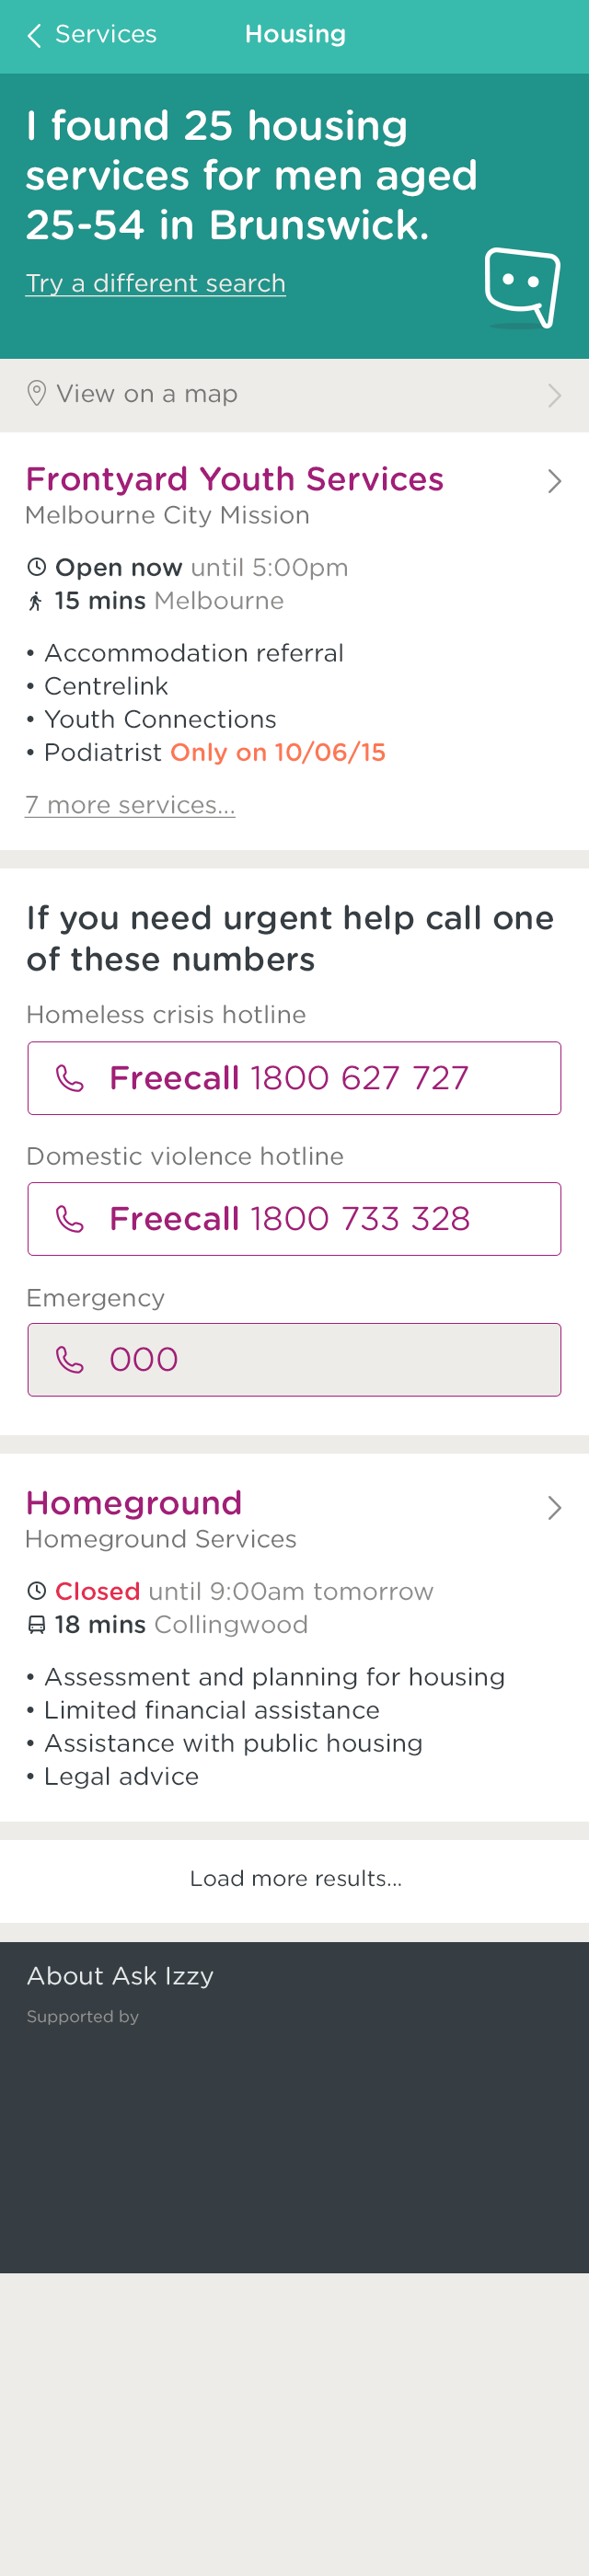 Services
Housing
I found 25 housing
services for men aged
25-54 in Brunswick.
Try a different search
View on a map
Frontyard Youth Services
Melbourne City Mission
Open now until 5:00pm
15 mins Melbourne
• Accommodation referral
• Centrelink
• Youth Connections
• Podiatrist Only on 10/06/15
7 more services...
If you need urgent help call one
of these numbers
Homeless crisis hotline
Freecall 1800 627 727
Domestic violence hotline
Freecall 1800 733 328
Emergency
000
Homeground
Homeground Services
Closed until 9:00am tomorrow
18 mins Collingwood
• Assessment and planning for housing
• Limited financial assistance
• Assistance with public housing
• Legal advice
Load more results...
About Ask Izzy
Supported by